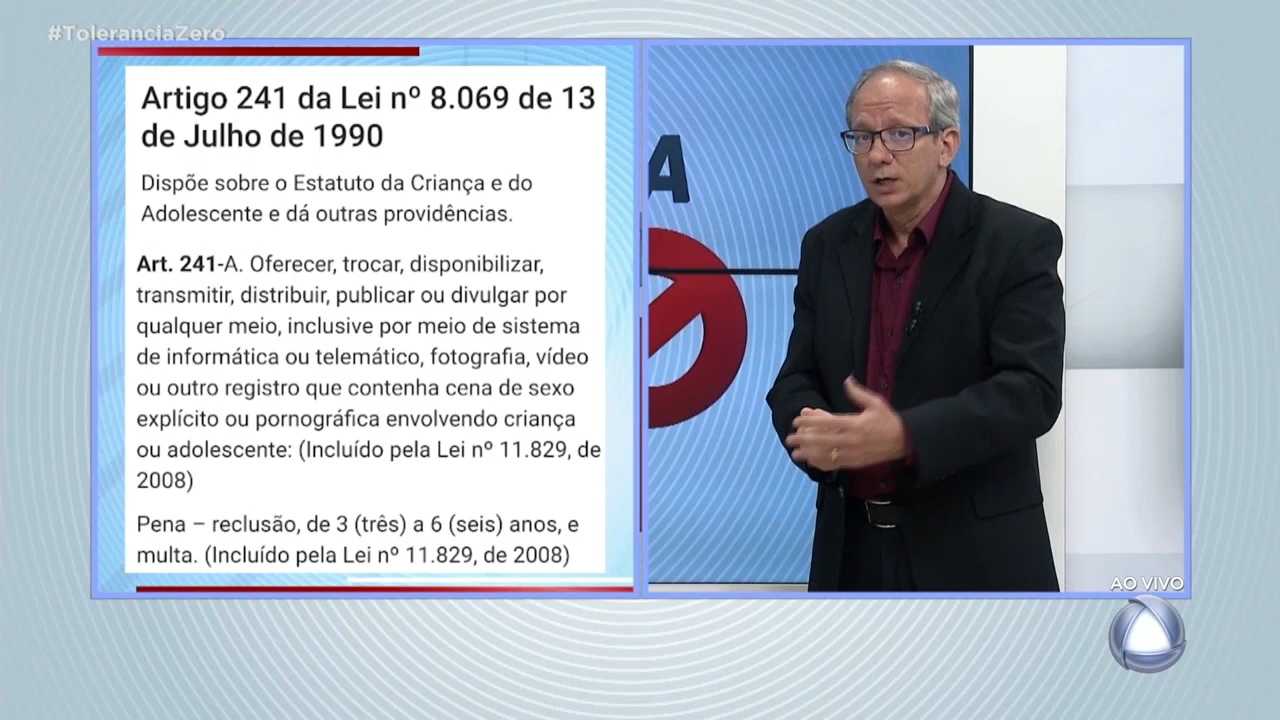 #ToleranciaZero
Artigo 241 da Lei nº 8.069 de 13
de Julho de 1990
Dispõe sobre o Estatuto da Criança e do
Adolescente e dá outras providências.
Art. 241-A. Oferecer, trocar, disponibilizar,
transmitir, distribuir, publicar ou divulgar por
qualquer meio, inclusive por meio de sistema
de informática ou telemático, fotografia, vídeo
ou outro registro que contenha cena de sexo
explícito ou pornográfica envolvendo criança
ou adolescente: (Incluído pela Lei nº 11.829, de
2008)
Pena – reclusão, de 3 (três) a 6 (seis) anos, e
multa. (Incluído pela Lei nº 11.829, de 2008)
A
AO VIVO